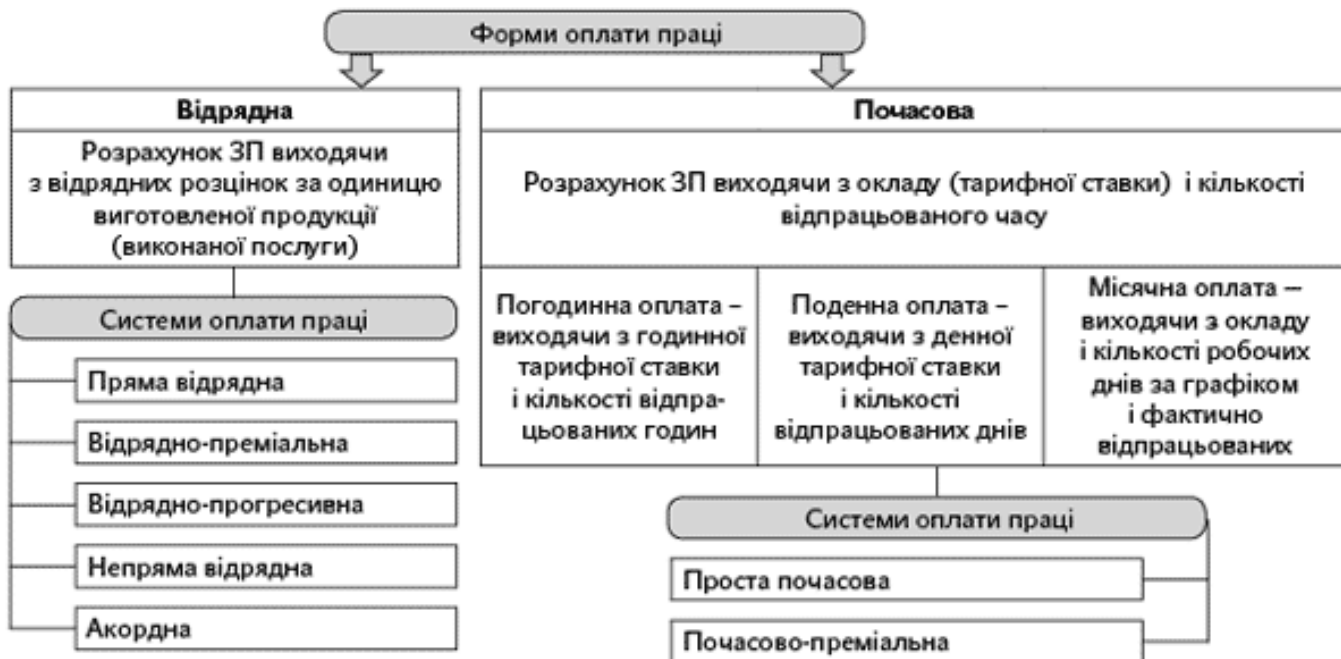 Форми оплати праці
Відрядна
Розрахунок ЗП виходячи
з відрядних розцінок за одиницю
виготовленої продукції
(виконаної послуги)
Системи оплати праці
Пряма відрядна
Відрядно-преміальна
Відрядно-прогресивна
Непряма відрядна
Акордна
Почасова
Розрахунок ЗП виходячи з окладу (тарифної ставки) і кількості
відпрацьованого часу
Погодинна оплата –
виходячи з годинної
тарифної ставки
і кількості відпра-
цьованих годин
Поденна оплата –
виходячи з денної
тарифної ставки
і кількості
відпрацьованих днів
Місячна оплата —
виходячи з окладу
і кількості робочих
днів за графіком
і фактично
відпрацьованих
Системи оплати праці
Проста почасова
Почасово-преміальна